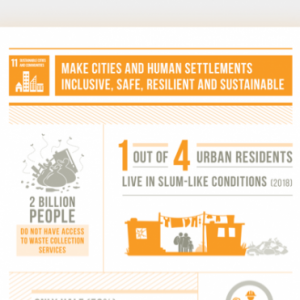 11 SUSTAINABLE CITIES
AND COMMUNITIES
MAKE CITIES AND HUMAN SETTLEMENTS
INCLUSIVE, SAFE, RESILIENT AND SUSTAINABLE
1 OUT OF 4 URBAN RESIDENTS
LIVE IN SLUM-LIKE CONDITIONS (2018)
2 BILLION
PEOPLE
DO NOT HAVE ACCESS
TO WASTE COLLECTION
SERVICES